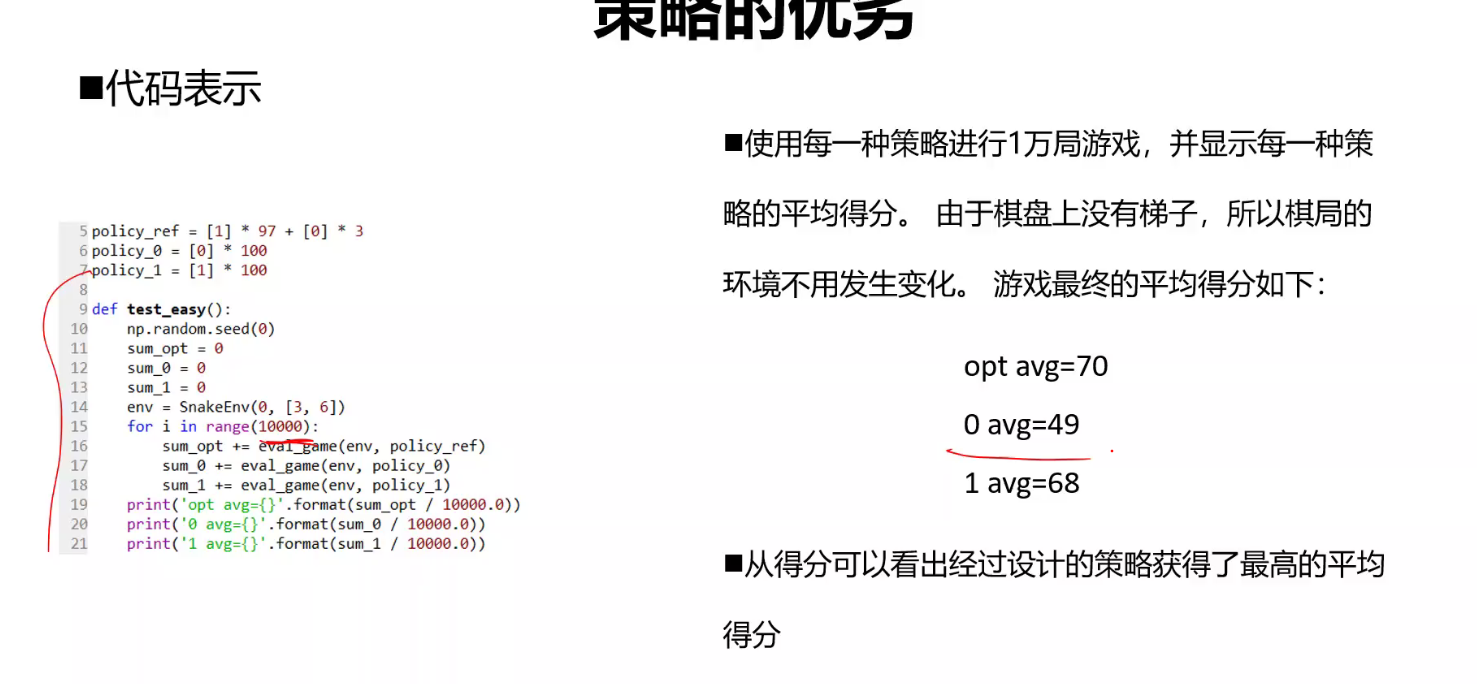 策略的优劣
■代码表示
5 policy_ref = [1] * 97 + [0] * 3
6 policy_0 = [0] * 100
7 policy_1 = [1] * 100
8
9 def test_easy():
10 np.random.seed(0)
11 sum_opt = 0
12 sum_0 = 0
13 sum_1 = 0
14 env = SnakeEnv(0, [3, 6])
15 for i in range(10000):
16 sum_opt += eval_game(env, policy_ref)
17 sum_0 += eval_game(env, policy_0)
18 sum_1 += eval_game(env, policy_1)
19 print('opt avg={}'.format(sum_opt / 10000.0))
20 print('0 avg={}'.format(sum_0 / 10000.0))
21 print('1 avg={}'.format(sum_1 / 10000.0))
■使用每一种策略进行1万局游戏，并显示每一种策
略的平均得分。 由于棋盘上没有梯子，所以棋局的
环境不用发生变化。 游戏最终的平均得分如下：
opt avg=70
0 avg=49
1 avg=68
■从得分可以看出经过设计的策略获得了最高的平均
得分